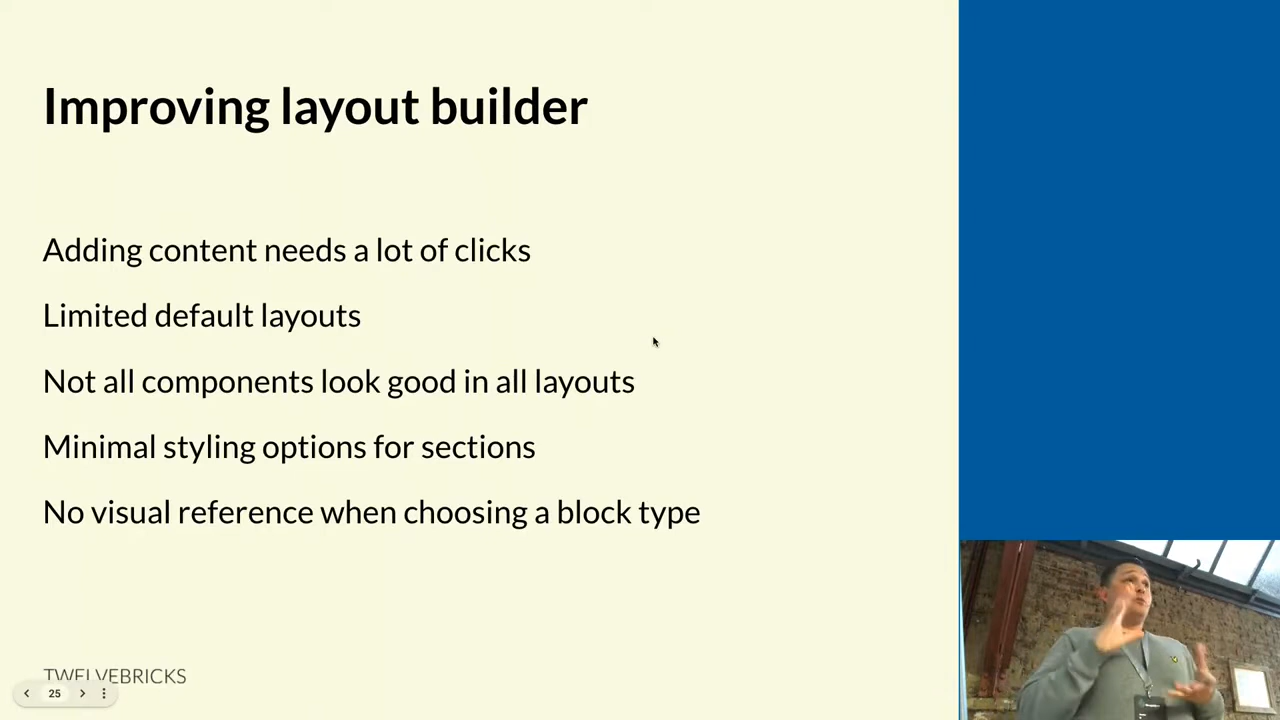 Improving layout builder
Adding content needs a lot of clicks
Limited default layouts
Not all components look good in all layouts
Minimal styling options for sections
No visual reference when choosing a block type
TWELVEBRICKS
25